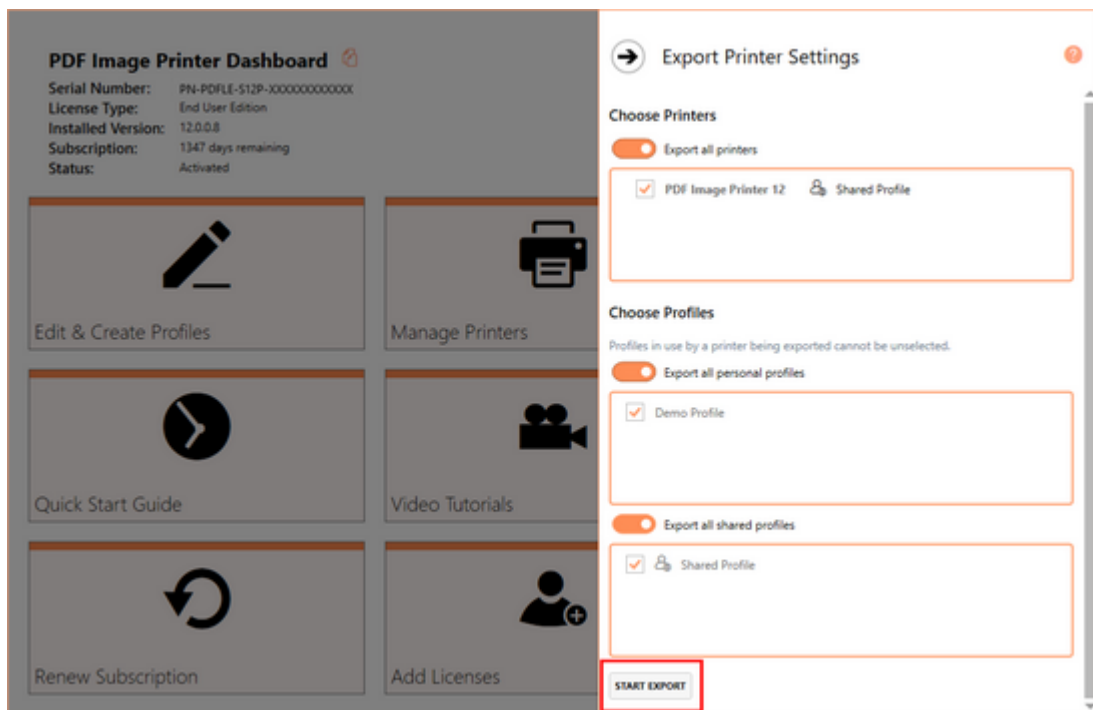 PDF Image Printer Dashboard
Serial Number: PN-PDFLE-S12P-XXXXXXXXXXXX
License Type: End User Edition
Installed Version: 12.0.0.8
Subscription: 1347 days remaining
Status: Activated
Edit & Create Profiles
Manage Printers
Quick Start Guide
Video Tutorials
Renew Subscription
Add Licenses
Export Printer Settings
?
Choose Printers
Export all printers
PDF Image Printer 12 Shared Profile
Choose Profiles
Profiles in use by a printer being exported cannot be unselected.
Export all personal profiles
Demo Profile
Export all shared profiles
Shared Profile
START EXPORT